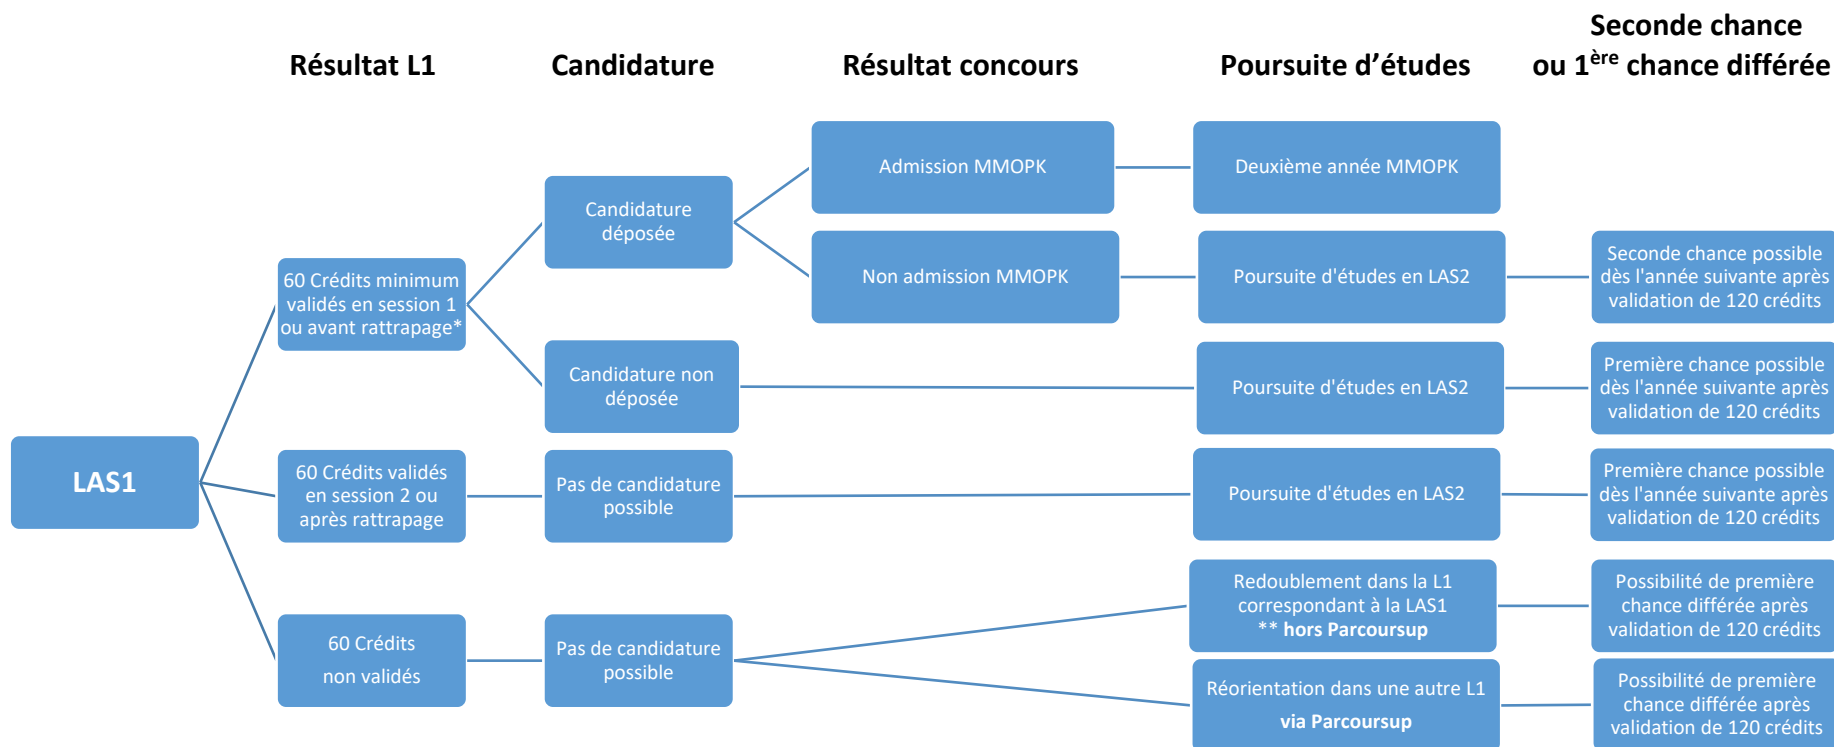 Résultat L1
Candidature
Résultat concours
Poursuite d'études
Seconde chance
ou 1ère chance différée
LAS1
60 Crédits minimum
validés en session 1
ou avant rattrapage*
Candidature
déposée
Admission MMOPK
Deuxième année MMOPK
Non admission MMOPK
Poursuite d'études en LAS2
Seconde chance possible
dès l'année suivante après
validation de 120 crédits
Candidature non
déposée
Poursuite d'études en LAS2
Première chance possible
dès l'année suivante après
validation de 120 crédits
60 Crédits validés
en session 2 ou
après rattrapage
Pas de candidature
possible
Poursuite d'études en LAS2
Première chance possible
dès l'année suivante après
validation de 120 crédits
60 Crédits
non validés
Pas de candidature
possible
Redoublement dans la L1
correspondant à la LAS1
** hors Parcoursup
Possibilité de première
chance différée après
validation de 120 crédits
Réorientation dans une autre L1
via Parcoursup
Possibilité de première
chance différée après
validation de 120 crédits